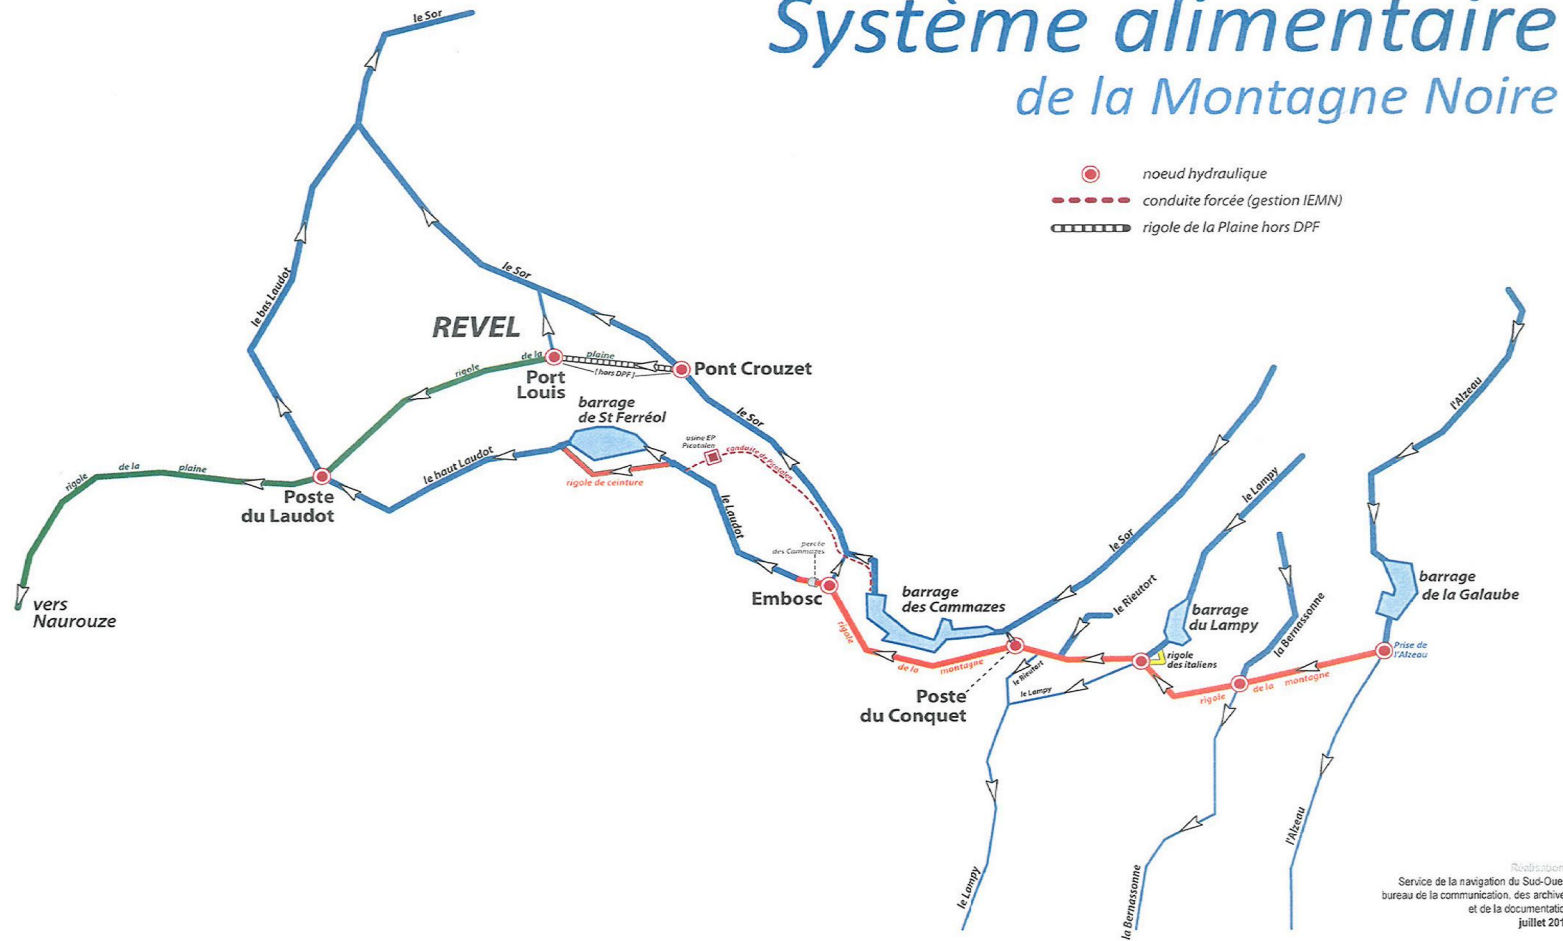 Système alimentaire
de la Montagne Noire
noeud hydraulique
conduite forcée (gestion IEMN)
rigole de la Plaine hors DPF
le Sor
le bas Laudot
le Sor
REVEL
rigole
de la
plaine
[hors DPF]
Port
Louis
Pont Crouzet
le Sor
barrage
de St Ferréol
usine EP
Picotalen
conduite de Picotalen
le haut Laudot
rigole de ceinture
rigole
de la
plaine
Poste
du Laudot
le Laudot
percée
des Cammazes
vers
Naurouze
Embosc
barrage
des Cammazes
rigole
de la
montagne
Poste
du Conquet
le Sor
le Rieutort
le Rieutort
le Lampy
le Lampy
barrage
du Lampy
rigole
des italiens
la Bernassonne
l'Alzeau
barrage
de la Galaube
Prise de
l'Alzeau
rigole
de la
montagne
le Lampy
la Bernassonne
l'Alzeau
Réalisation
Service de la navigation du Sud-Oue
bureau de la communication, des archive
et de la documentatio
juillet 201